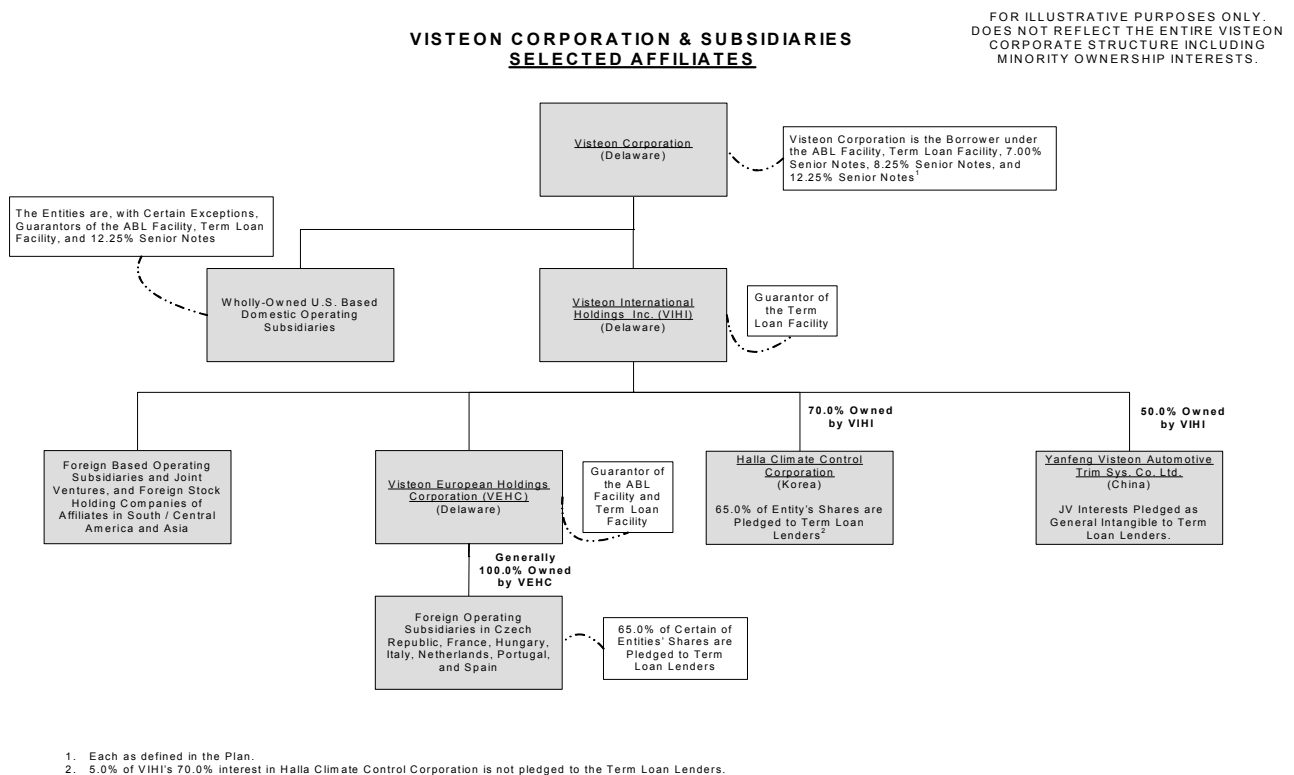 FOR ILLUSTRATIVE PURPOSES ONLY.
DOES NOT REFLECT THE ENTIRE VISTEON
CORPORATE STRUCTURE INCLUDING
MINORITY OWNERSHIP INTERESTS.
VISTEON CORPORATION & SUBSIDIARIES
SELECTED AFFILIATES
Visteon Corporation
(Delaware)
Visteon Corporation is the Borrower under
the ABL Facility, Term Loan Facility, 7.00%
Senior Notes, 8.25% Senior Notes, and
12.25% Senior Notes1
The Entities are, with Certain Exceptions,
Guarantors of the ABL Facility, Term Loan
Facility, and 12.25% Senior Notes
Wholly-Owned U.S. Based
Domestic Operating
Subsidiaries
Visteon International
Holdings Inc. (VIHI)
(Delaware)
Guarantor of
the Term
Loan Facility
70.0% Owned
by VIHI
50.0% Owned
by VIHI
Foreign Based Operating
Subsidiaries and Joint
Ventures, and Foreign Stock
Holding Companies of
Affiliates in South / Central
America and Asia
Visteon European Holdings
Corporation (VEHC)
(Delaware)
Guarantor of
the ABL
Facility and
Term Loan
Facility
Halla Climate Control
Corporation
(Korea)
65.0% of Entity's Shares are
Pledged to Term Loan
Lenders2
Yanfeng Visteon Automotive
Trim Sys. Co. Ltd.
(China)
JV Interests Pledged as
General Intangible to Term
Loan Lenders.
Generally
100.0% Owned
by VEHC
Foreign Operating
Subsidiaries in Czech
Republic, France, Hungary,
Italy, Netherlands, Portugal,
and Spain
65.0% of Certain of
Entities' Shares are
Pledged to Term
Loan Lenders
1. Each as defined in the Plan.
2. 5.0% of VIHI's 70.0% interest in Halla Climate Control Corporation is not pledged to the Term Loan Lenders.